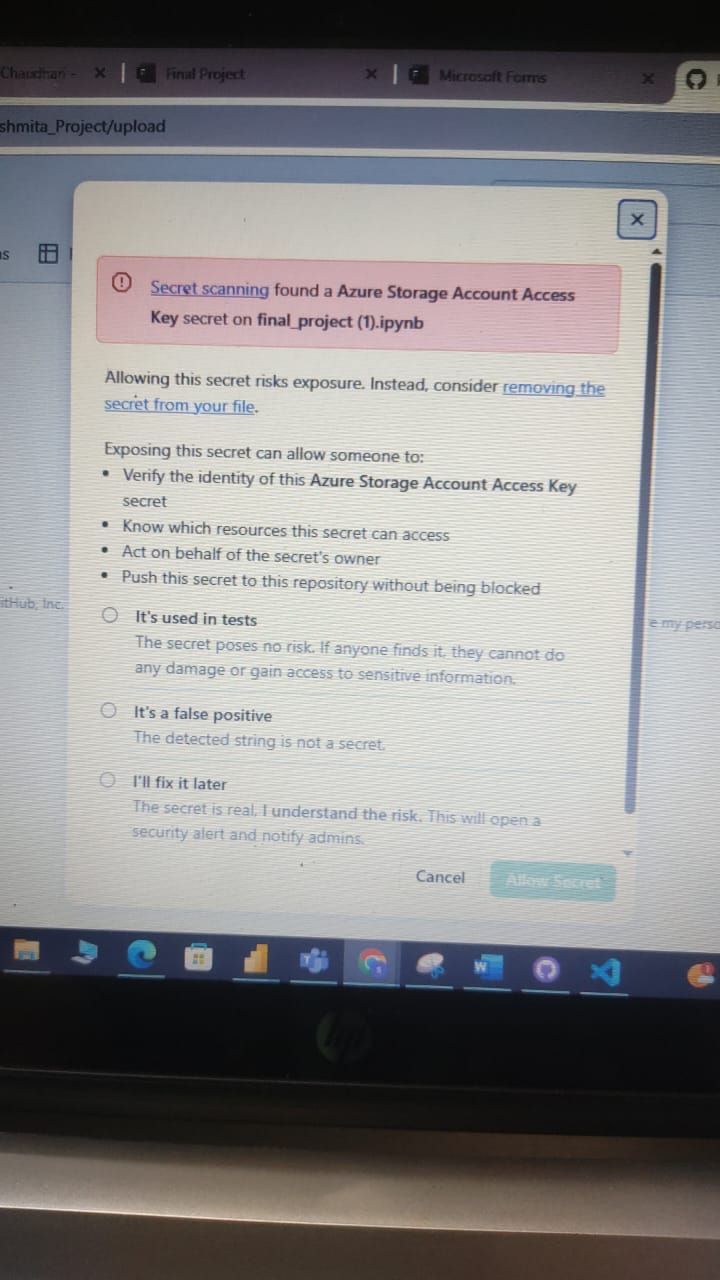 Chaudhari -
Final Project
Microsoft Forms
shmita_Project/upload
Secret scanning found a Azure Storage Account Access
Key secret on final_project (1).ipynb
Allowing this secret risks exposure. Instead, consider removing the
secret from your file.
Exposing this secret can allow someone to:
• Verify the identity of this Azure Storage Account Access Key
secret
• Know which resources this secret can access
• Act on behalf of the secret's owner
• Push this secret to this repository without being blocked
itHub, Inc.
e my perso
It's used in tests
The secret poses no risk. If anyone finds it, they cannot do
any damage or gain access to sensitive information.
It's a false positive
The detected string is not a secret.
I'll fix it later
The secret is real, I understand the risk. This will open a
security alert and notify admins.
Cancel
Allow Secret
hp